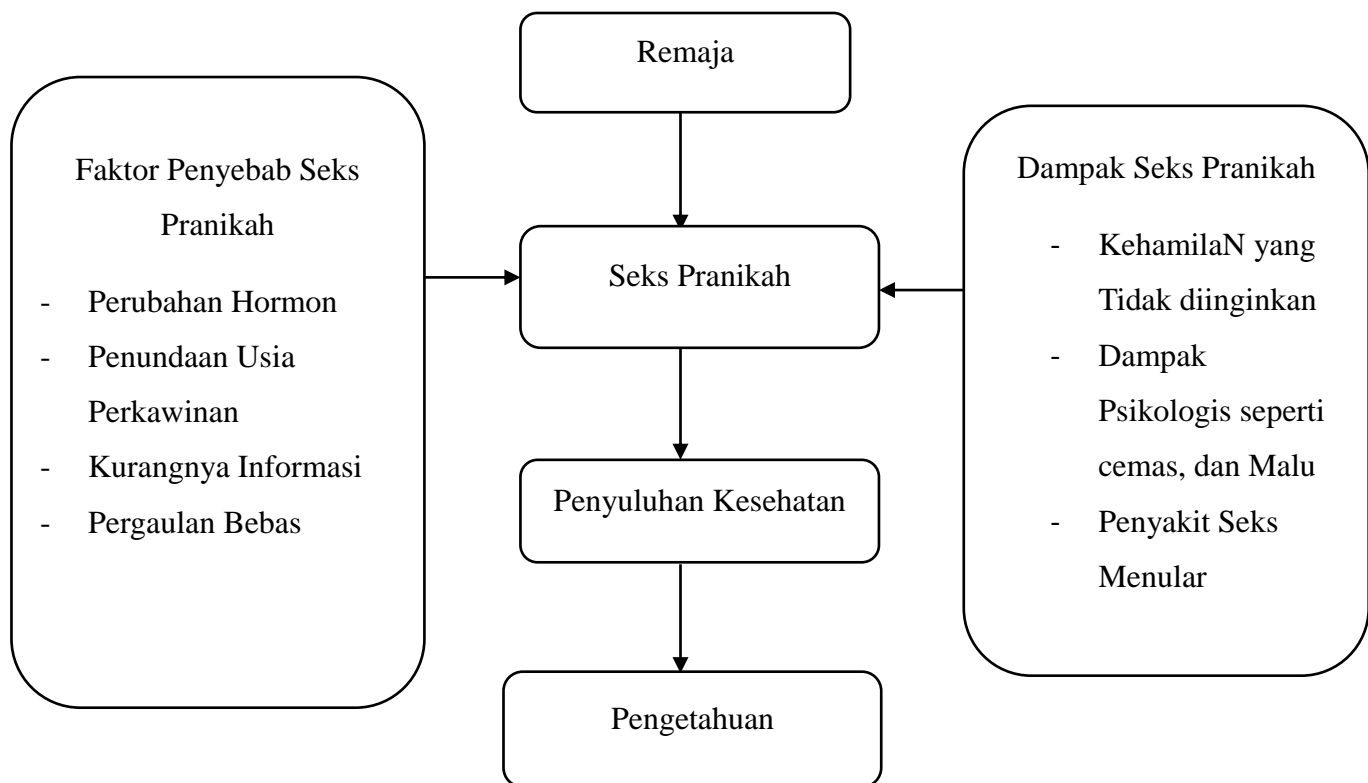 Remaja
Faktor Penyebab Seks
Pranikah
- Perubahan Hormon
- Penundaan Usia
Perkawinan
- Kurangnya Informasi
- Pergaulan Bebas
Seks Pranikah
Penyuluhan Kesehatan
Pengetahuan
Dampak Seks Pranikah
- KehamilaN yang
Tidak diinginkan
- Dampak
Psikologis seperti
cemas, dan Malu
- Penyakit Seks
Menular